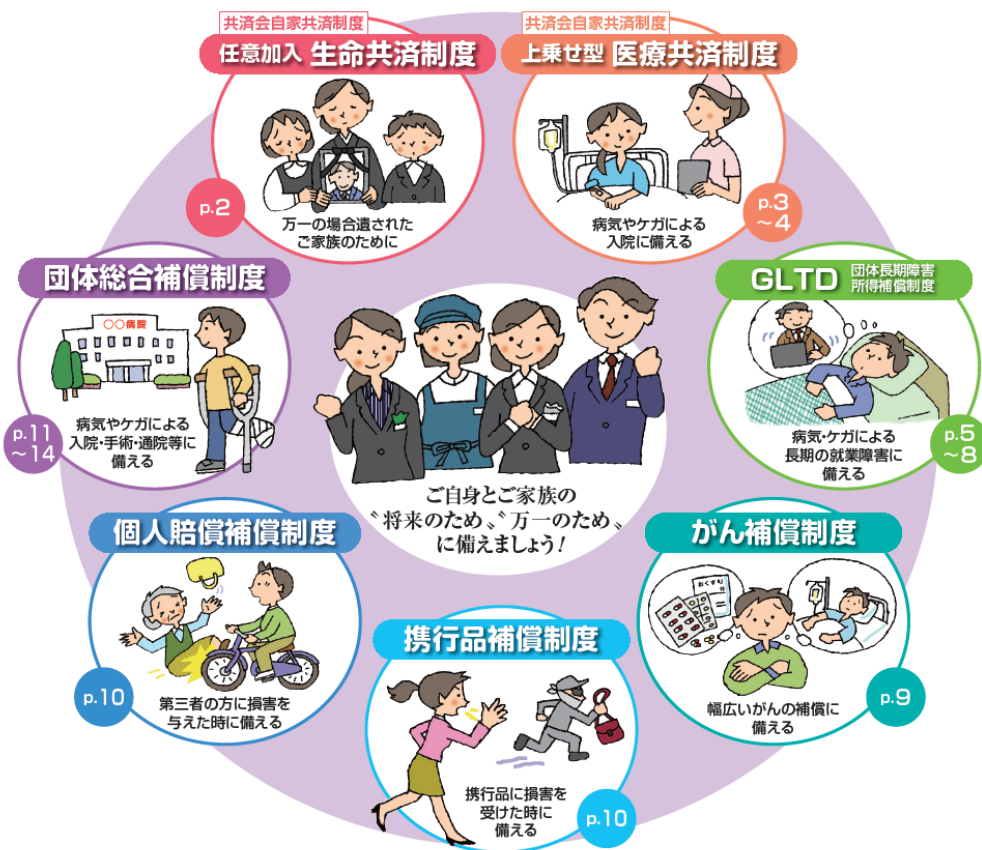 共済会自家共済制度
任意加入 生命共済制度
万一の場合遺された
ご家族のために
p.2
共済会自家共済制度
上乗せ型 医療共済制度
病気やケガによる
入院に備える
p.3
～4
団体総合補償制度
〇〇病院
病気やケガによる
入院・手術・通院等に
備える
p.11
～14
GLTD 団体長期障害
所得補償制度
病気・ケガによる
長期の就業障害に
備える
p.5
～8
ご自身とご家族の
〝将来のため〟〝万一のため〟
に備えましょう!
個人賠償補償制度
第三者の方に損害を
与えた時に備える
p.10
携行品補償制度
携行品に損害を
受けた時に
備える
p.10
がん補償制度
おくすり
幅広いがんの補償に
備える
p.9